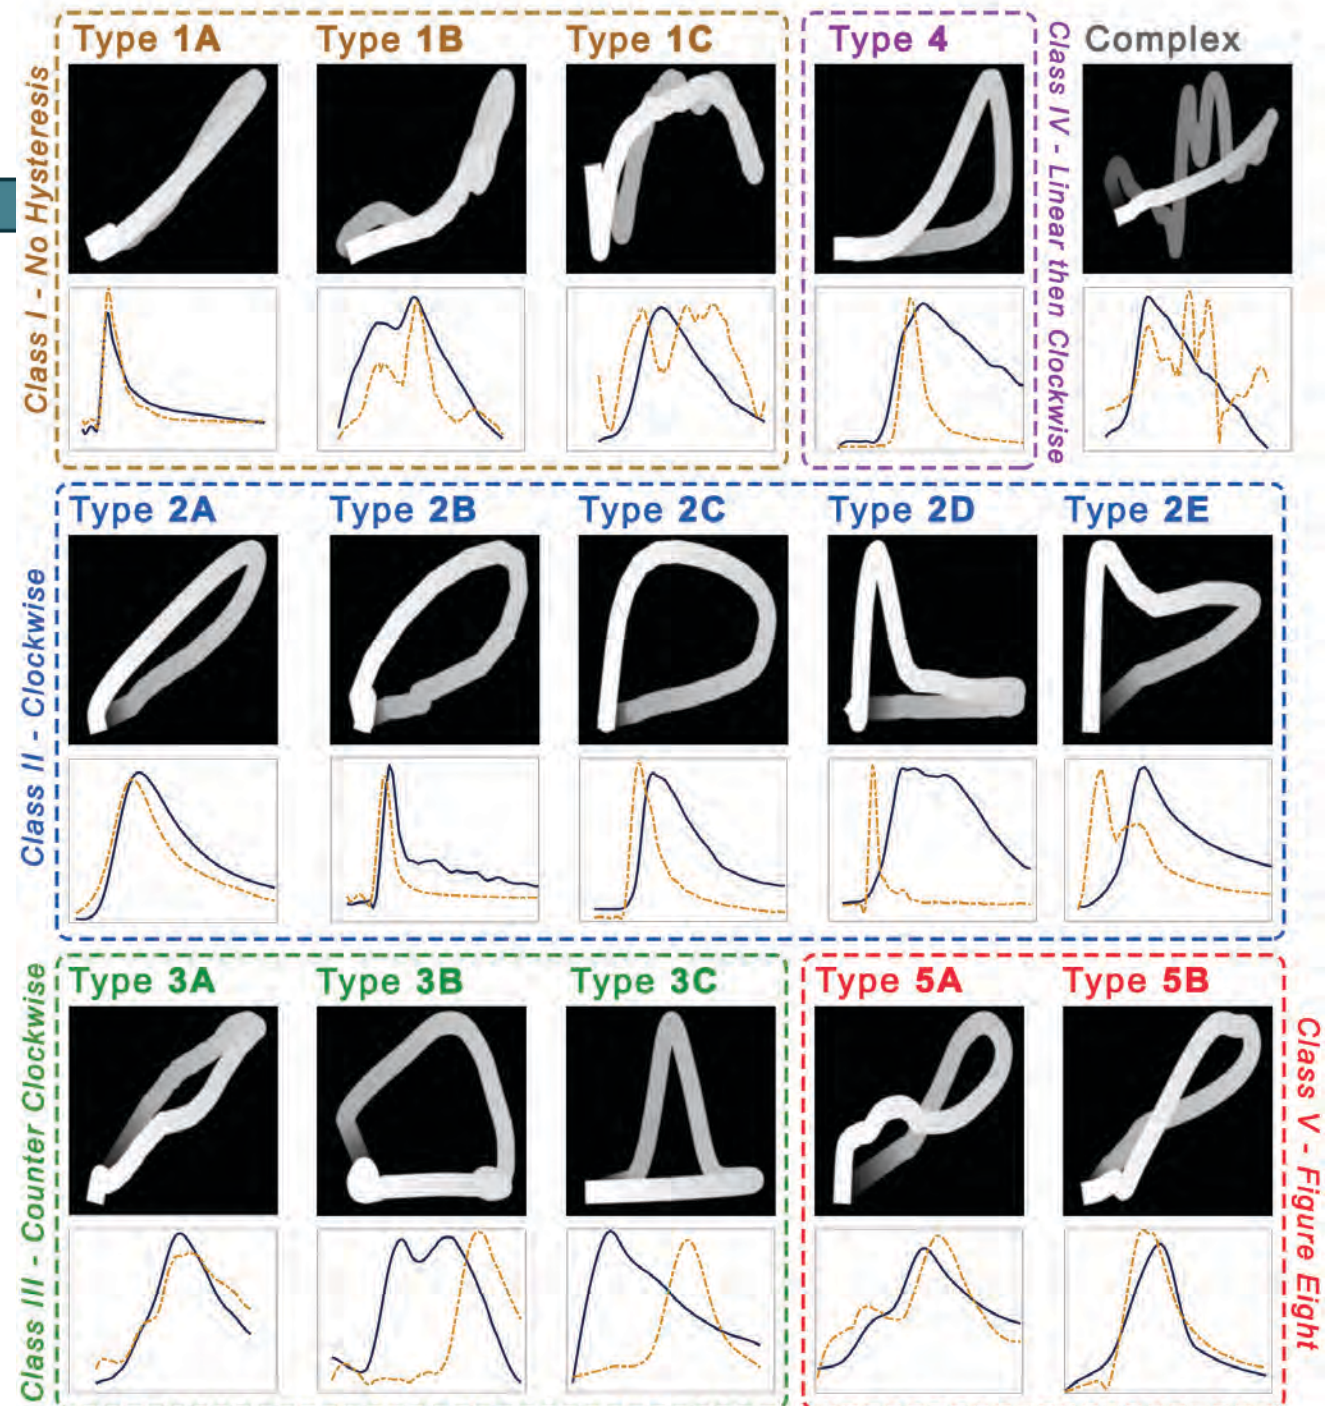 Type 1A
Type 1B
Type 1C
Type 4
Complex
Class I - No Hysteresis
Class IV - Linear then Clockwise
Type 2A
Type 2B
Type 2C
Type 2D
Type 2E
Class II - Clockwise
Type 3A
Type 3B
Type 3C
Type 5A
Type 5B
Class III - Counter Clockwise
Class V - Figure Eight